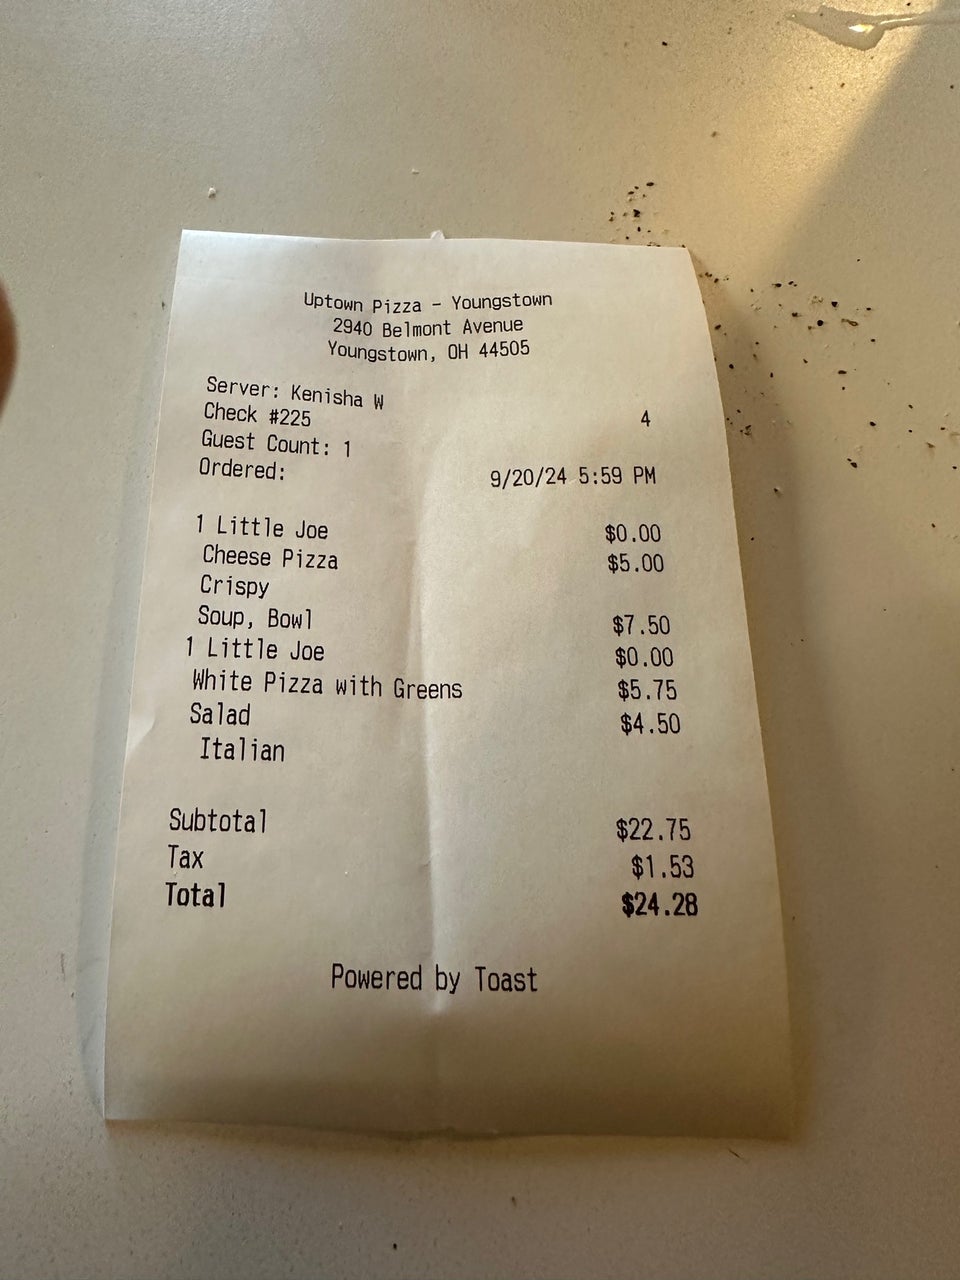 Uptown Pizza - Youngstown
2940 Belmont Avenue
Youngstown, OH 44505
Server: Kenisha W
Check #225 4
Guest Count: 1
Ordered: 9/20/24 5:59 PM
1 Little Joe $0.00
Cheese Pizza $5.00
Crispy
Soup, Bowl $7.50
1 Little Joe $0.00
White Pizza with Greens $5.75
Salad $4.50
Italian
Subtotal $22.75
Tax $1.53
Total $24.28
Powered by Toast